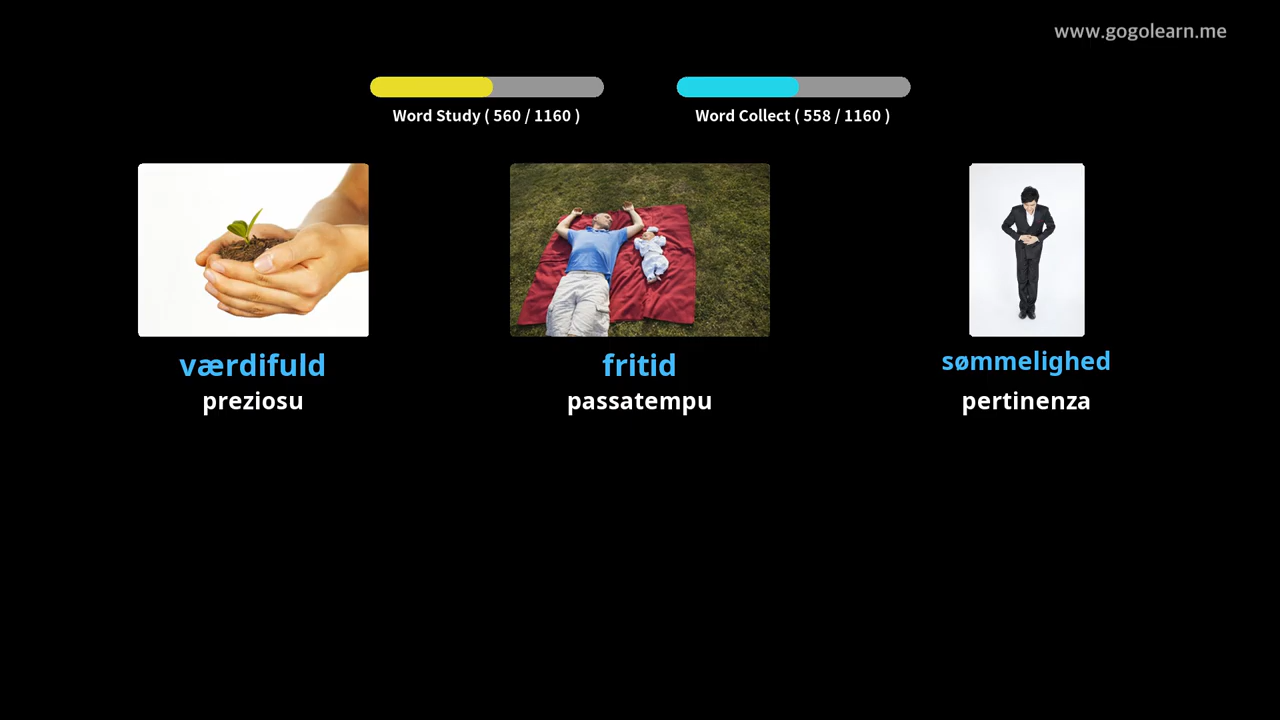 www.gogolearn.me
Word Study ( 560 / 1160 )
Word Collect ( 558 / 1160 )
værdifuld
preziosu
fritid
passatempu
sømmelighed
pertinenza